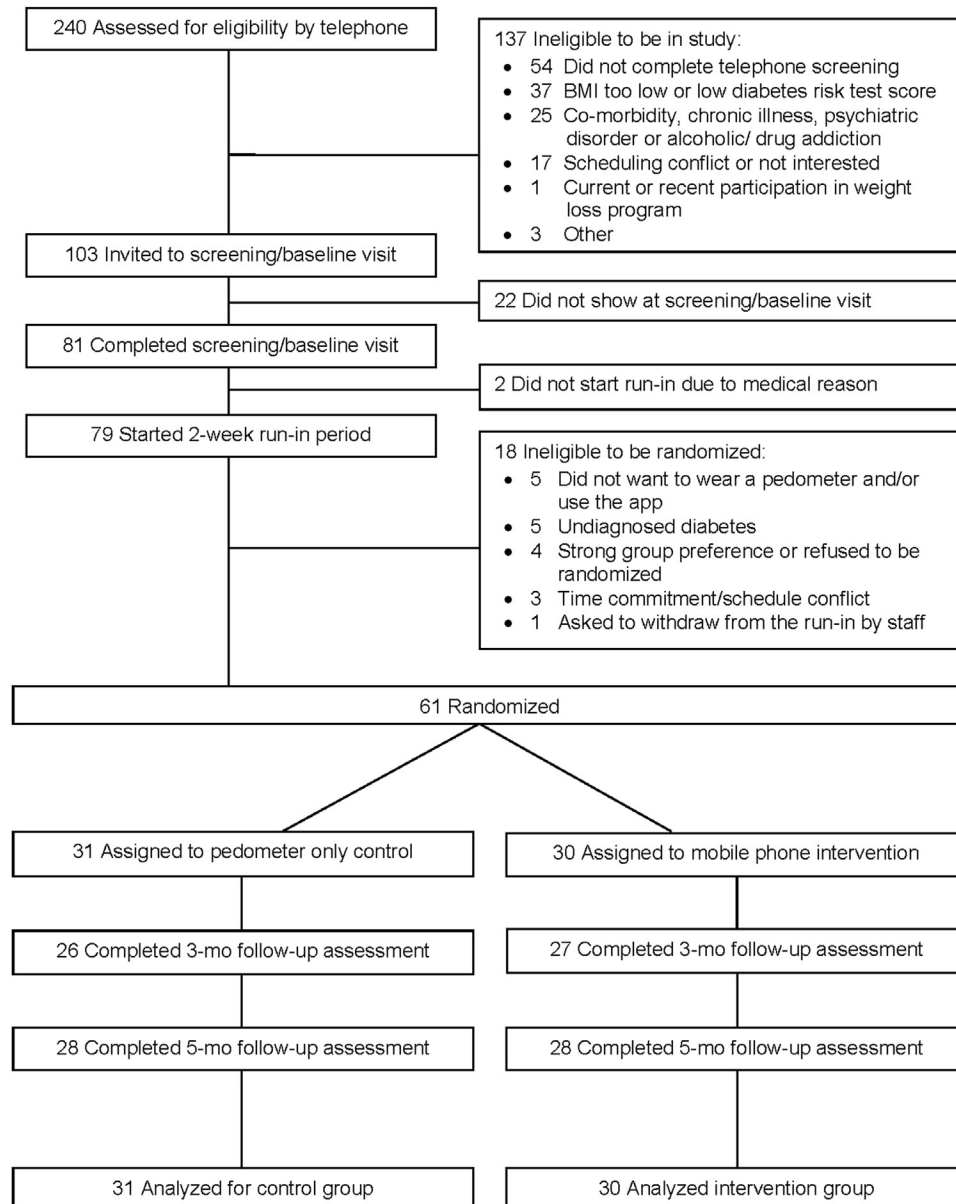 240 Assessed for eligibility by telephone
137 Ineligible to be in study:
• 54 Did not complete telephone screening
• 37 BMI too low or low diabetes risk test score
• 25 Co-morbidity, chronic illness, psychiatric
disorder or alcoholic/ drug addiction
• 17 Scheduling conflict or not interested
• 1 Current or recent participation in weight
loss program
• 3 Other
103 Invited to screening/baseline visit
22 Did not show at screening/baseline visit
81 Completed screening/baseline visit
2 Did not start run-in due to medical reason
79 Started 2-week run-in period
18 Ineligible to be randomized:
• 5 Did not want to wear a pedometer and/or
use the app
• 5 Undiagnosed diabetes
• 4 Strong group preference or refused to be
randomized
• 3 Time commitment/schedule conflict
• 1 Asked to withdraw from the run-in by staff
61 Randomized
31 Assigned to pedometer only control
30 Assigned to mobile phone intervention
26 Completed 3-mo follow-up assessment
27 Completed 3-mo follow-up assessment
28 Completed 5-mo follow-up assessment
28 Completed 5-mo follow-up assessment
31 Analyzed for control group
30 Analyzed intervention group